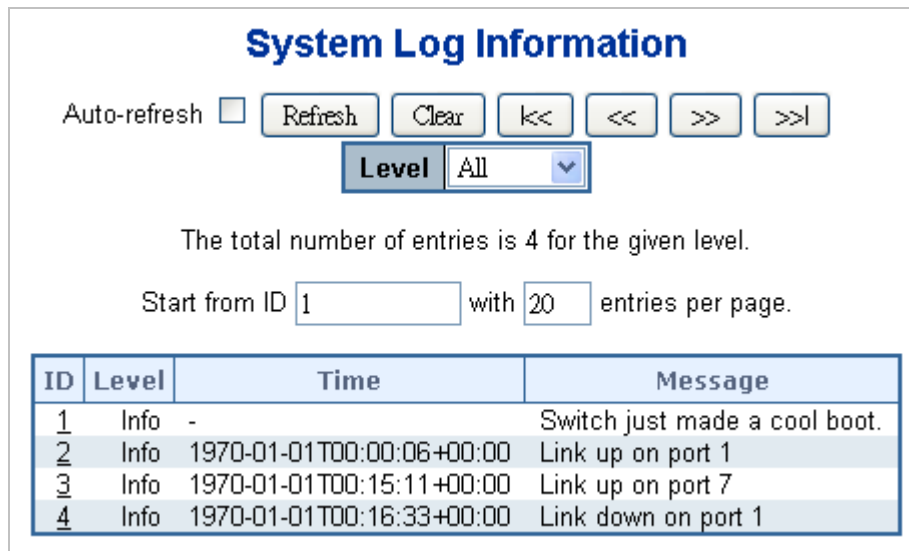 System Log Information
Auto-refresh Refresh Clear |<< << >> >>|
Level All
The total number of entries is 4 for the given level.
Start from ID 1 with 20 entries per page.
ID Level Time Message
1 Info - Switch just made a cool boot.
2 Info 1970-01-01T00:00:06+00:00 Link up on port 1
3 Info 1970-01-01T00:15:11+00:00 Link up on port 7
4 Info 1970-01-01T00:16:33+00:00 Link down on port 1